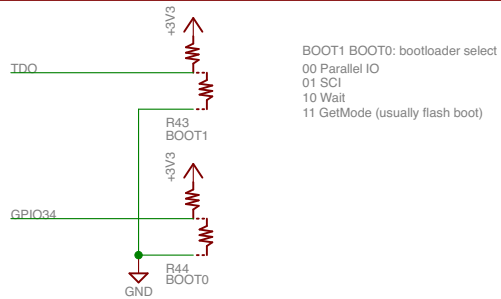 +3V3
TDO
R43
BOOT1
+3V3
GPIO34
R44
BOOT0
GND
BOOT1 BOOT0: bootloader select
00 Parallel IO
01 SCI
10 Wait
11 GetMode (usually flash boot)